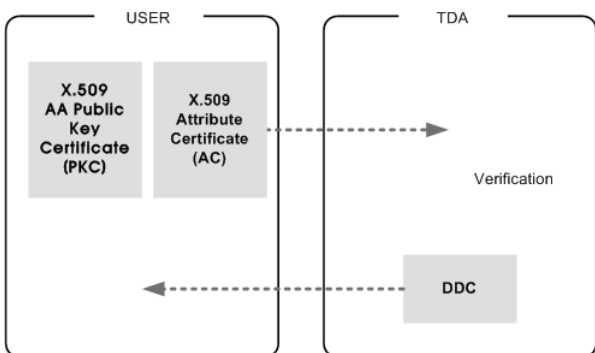 USER
TDA
X.509
AA Public
Key
Certificate
(PKC)
X.509
Attribute
Certificate
(AC)
Verification
DDC